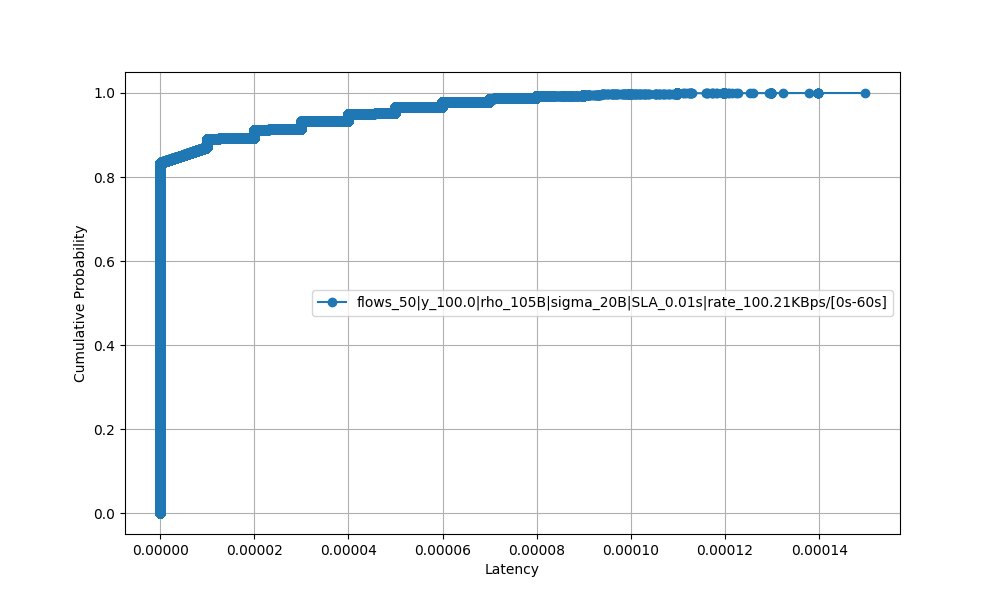 1.0
0.8
0.6
0.4
0.2
0.0
Cumulative Probability
flows_50|y_100.0|rho_105B|sigma_20B|SLA_0.01s|rate_100.21KBps/[0s-60s]
0.00000 0.00002 0.00004 0.00006 0.00008 0.00010 0.00012 0.00014
Latency